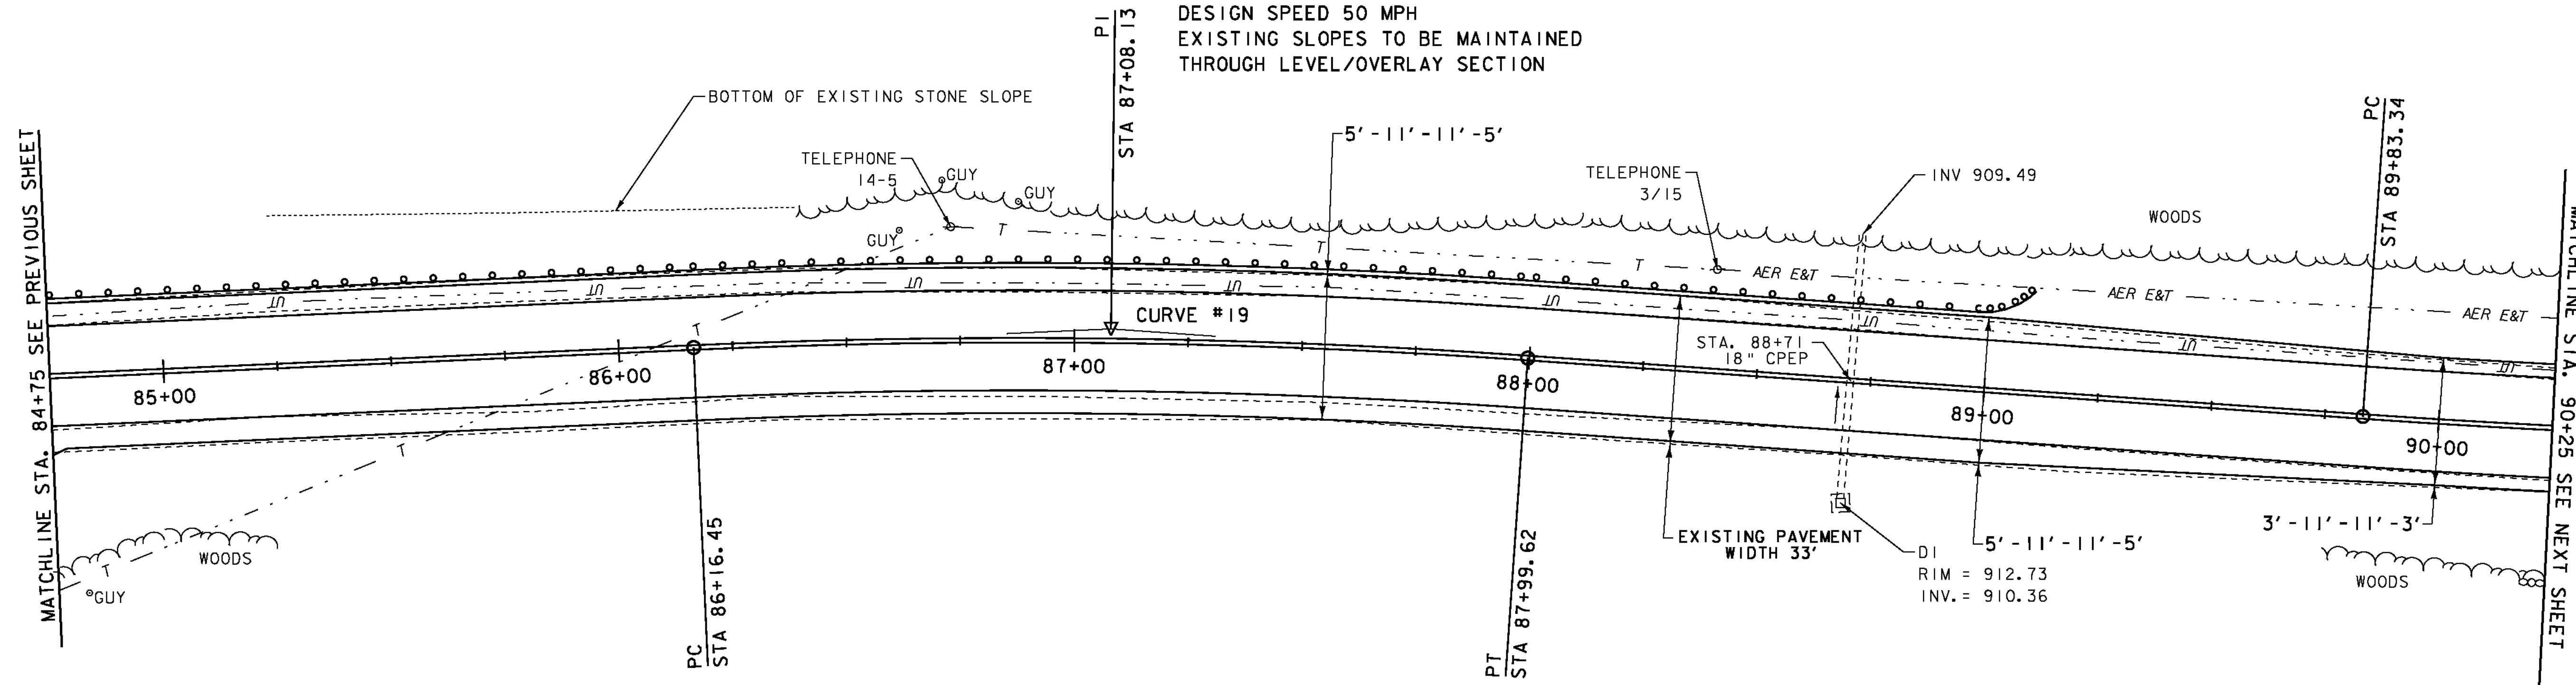 DESIGN SPEED 50 MPH
EXISTING SLOPES TO BE MAINTAINED
THROUGH LEVEL/OVERLAY SECTION
PI
STA 87+08.13
BOTTOM OF EXISTING STONE SLOPE
5'-11'-11'-5'
PC
STA 89+83.34
TELEPHONE
14-5
GUY
GUY
GUY
TELEPHONE
3/15
INV 909.49
WOODS
MATCHLINE STA. 84+75 SEE PREVIOUS SHEET
T
T
T
AER E&T
AER E&T
AER E&T
UT
UT
UT
UT
UT
UT
UT
UT
T
T
T
CURVE #19
STA. 88+71
18" CPEP
85+00
86+00
87+00
88+00
89+00
90+00
MATCHLINE STA. 90+25 SEE NEXT SHEET
WOODS
GUY
PC
STA 86+16.45
PT
STA 87+99.62
EXISTING PAVEMENT
WIDTH 33'
DI
RIM = 912.73
INV.= 910.36
5'-11'-11'-5'
3'-11'-11'-3'
WOODS